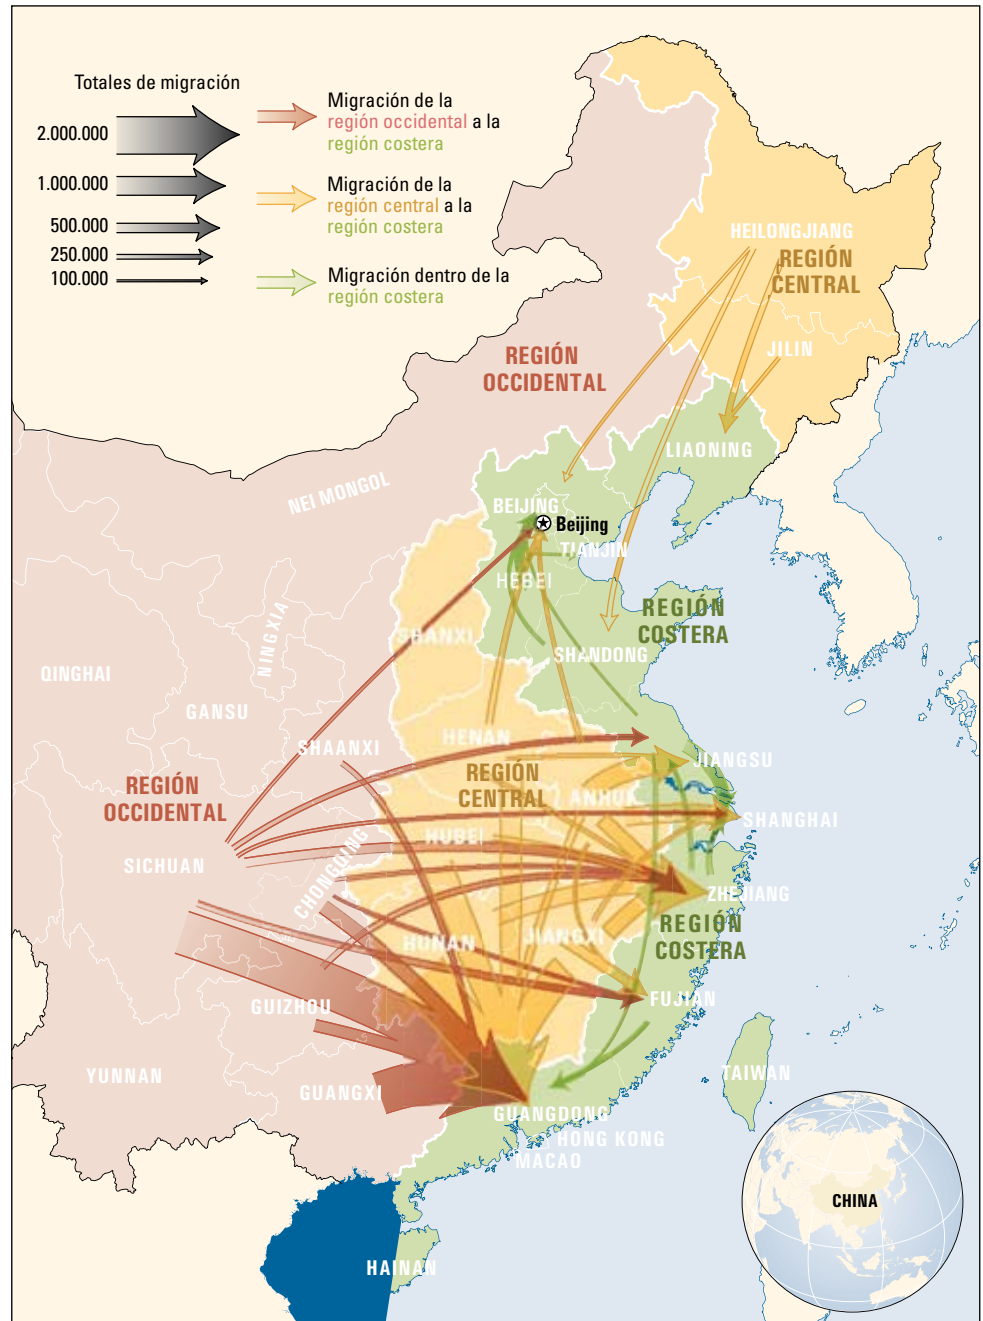 Totales de migración
2.000.000
1.000.000
500.000
250.000
100.000
Migración de la
región occidental a la
región costera
Migración de la
región central a la
región costera
Migración dentro de la
región costera
HEILONGJIANG
REGIÓN
CENTRAL
JILIN
REGIÓN
OCCIDENTAL
LIAONING
NEI MONGOL
BEIJING
Beijing
TIANJIN
HEBEI
NINGXIA
SHANXI
REGIÓN
COSTERA
SHANDONG
QINGHAI
GANSU
SHAANXI
HENAN
JIANGSU
REGIÓN
OCCIDENTAL
REGIÓN
CENTRAL
ANHUI
SHANGHAI
HUBEI
SICHUAN
CHONGQING
ZHEJIANG
REGIÓN
COSTERA
HUNAN
JIANGXI
GUIZHOU
FUJIAN
YUNNAN
GUANGXI
TAIWAN
GUANGDONG
HONG KONG
MACAO
CHINA
HAINAN